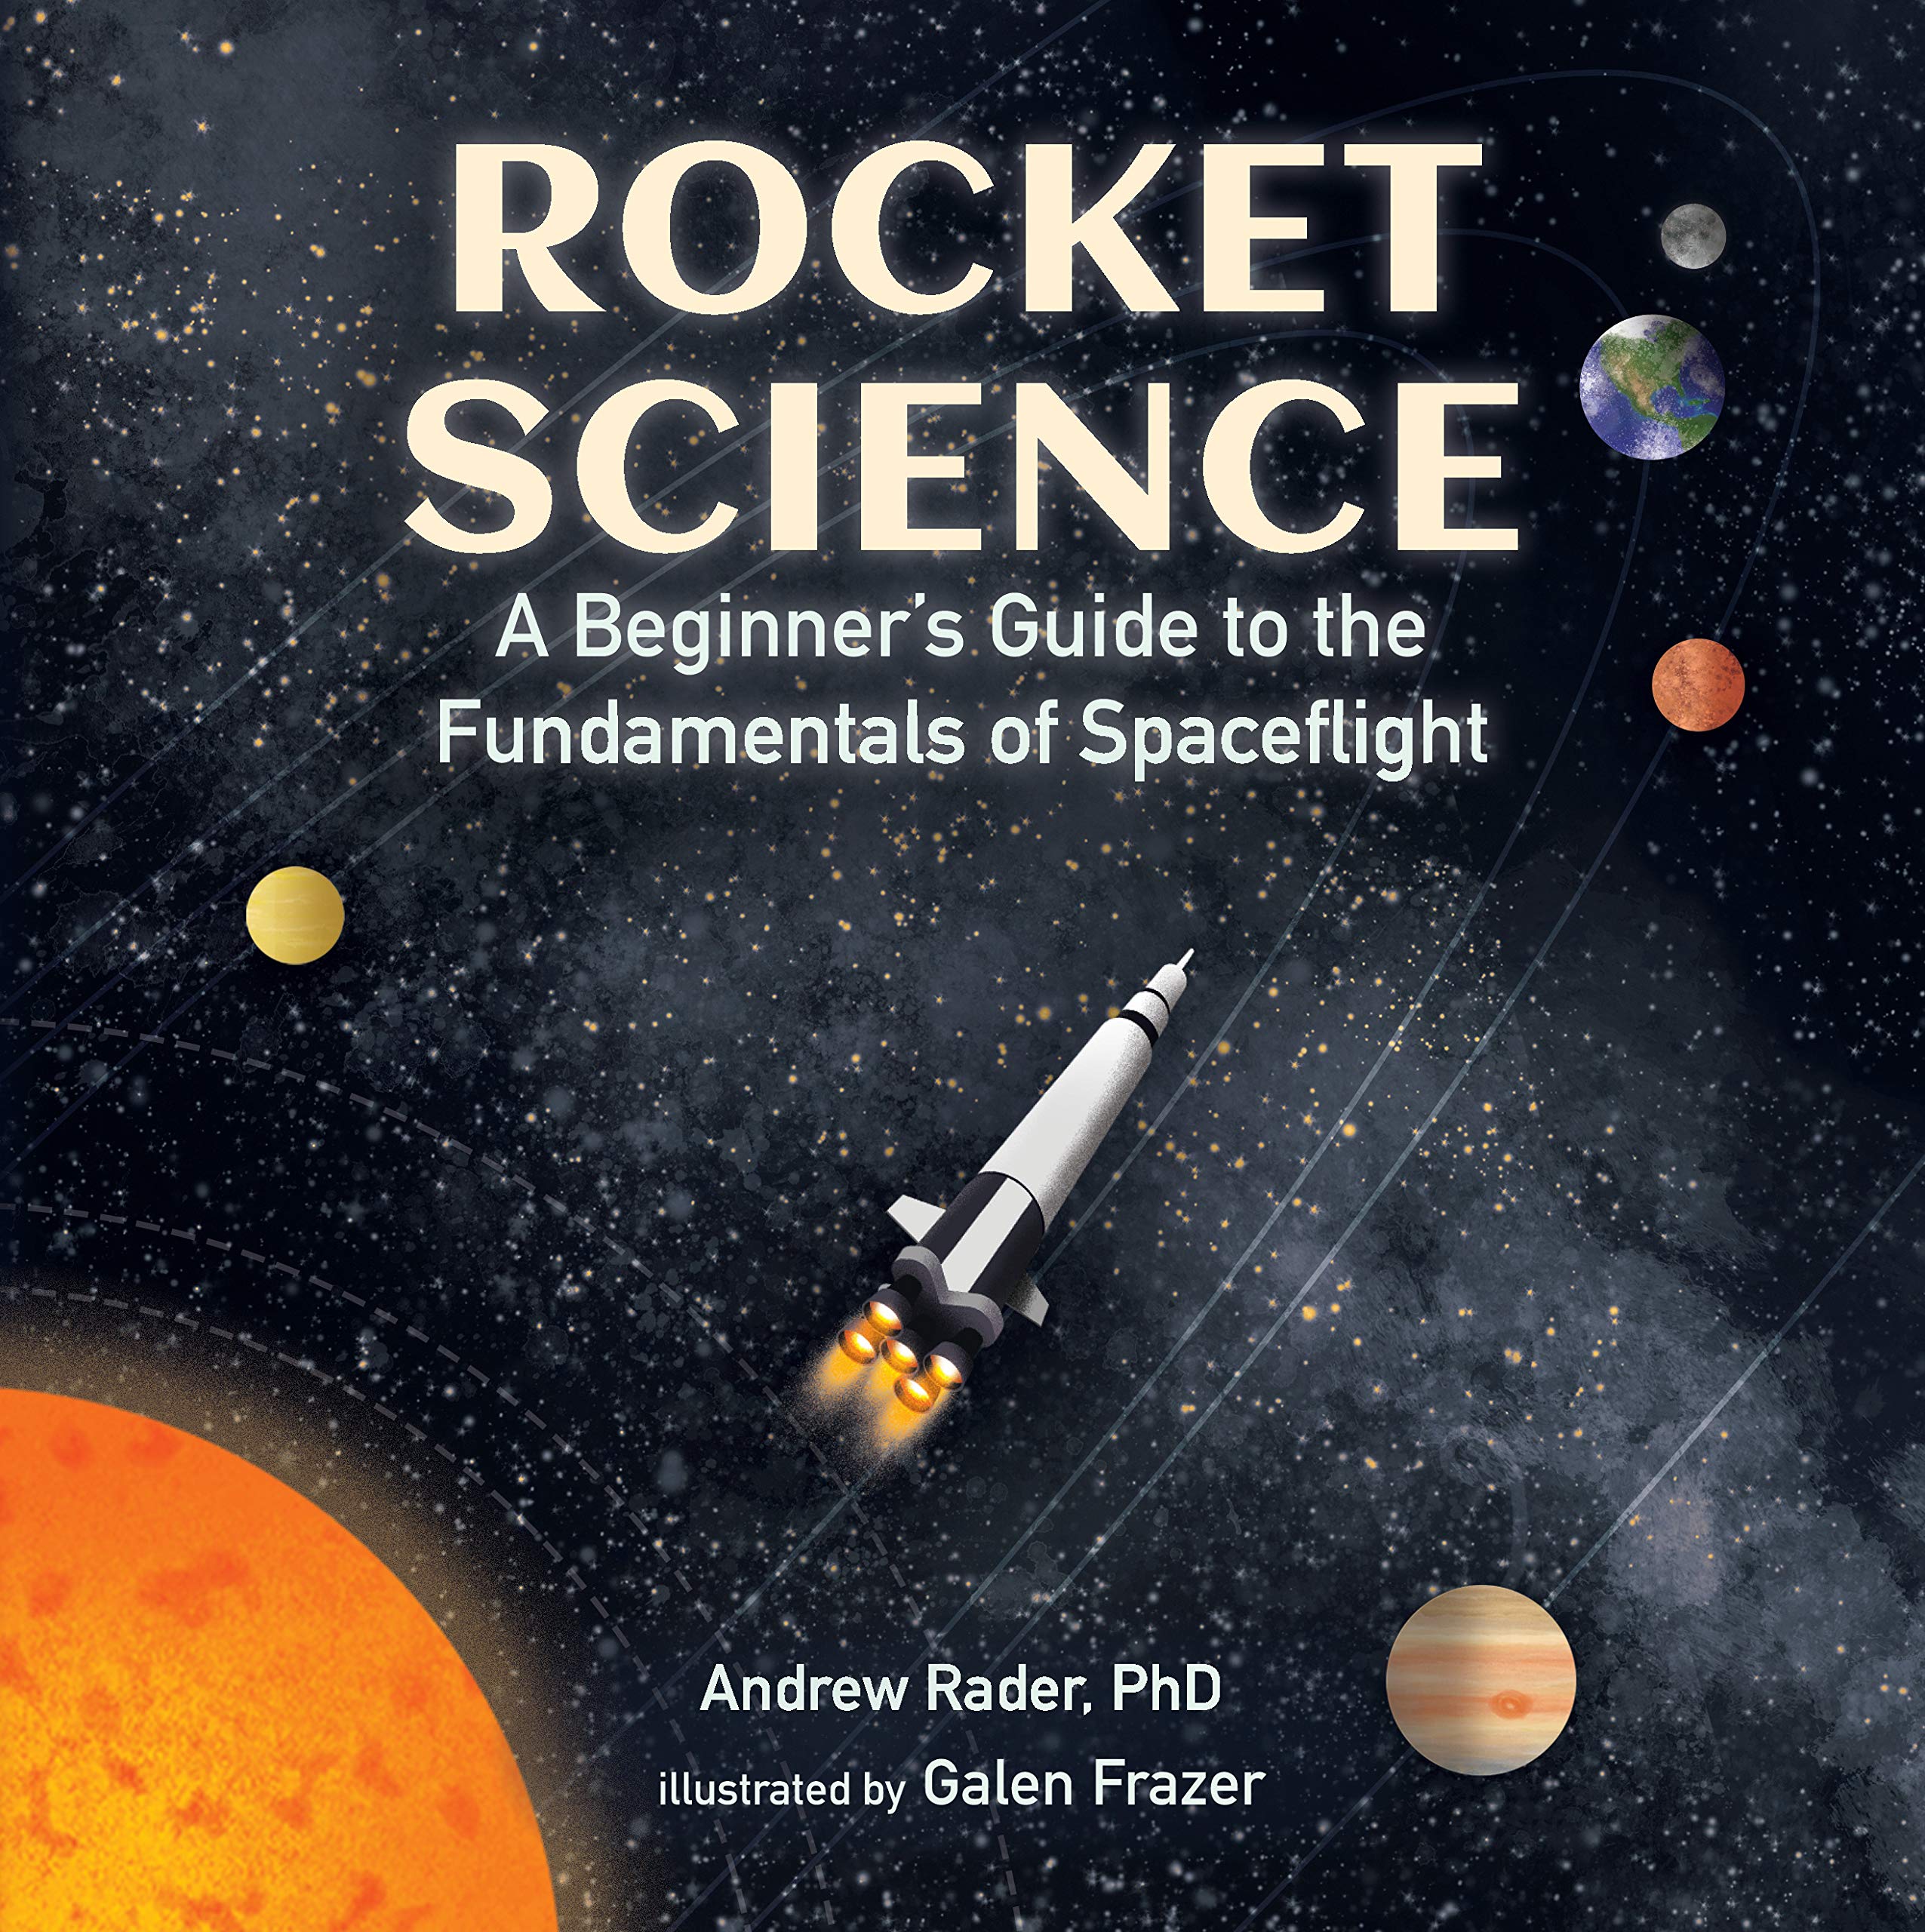 ROCKET
SCIENCE
A Beginner’s Guide to the
Fundamentals of Spaceflight
Andrew Rader, PhD
illustrated by Galen Frazer